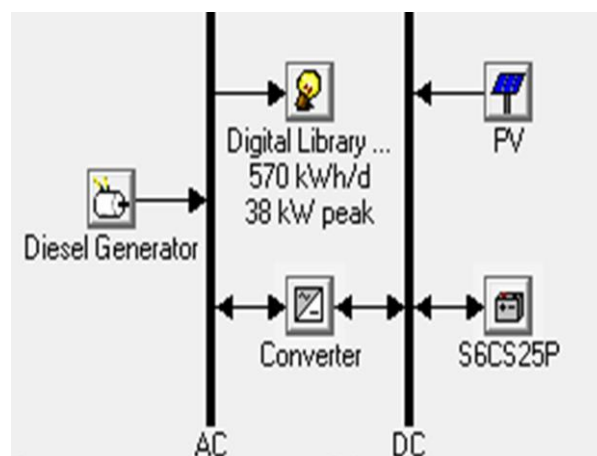 Digital Library ...
570 kWh/d
38 kW peak
PV
Diesel Generator
Converter
S6CS25P
AC
DC